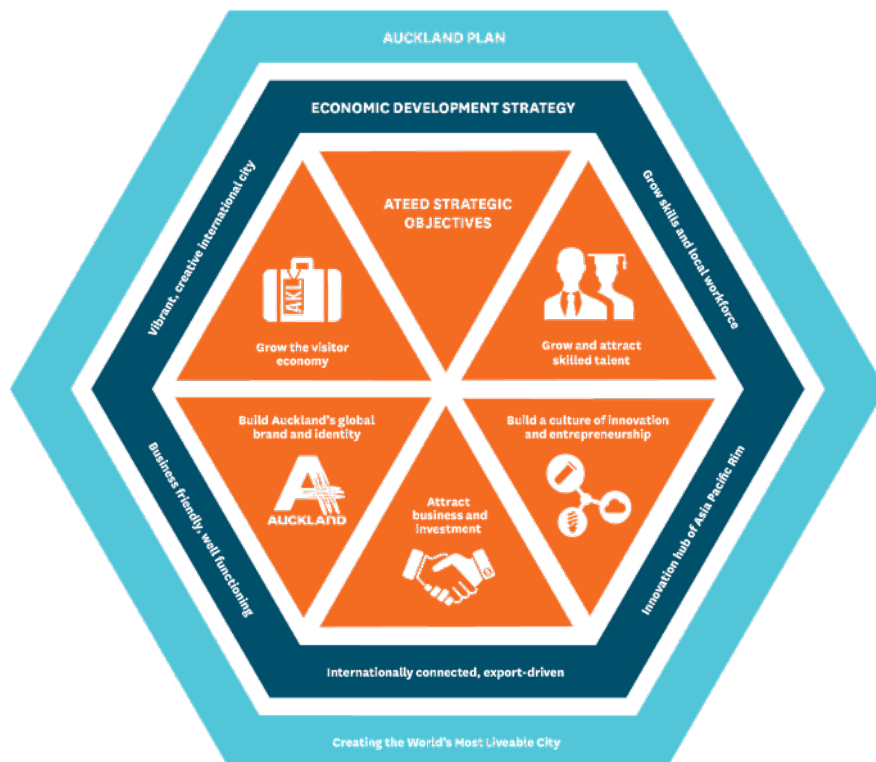 AUCKLAND PLAN
ECONOMIC DEVELOPMENT STRATEGY
Vibrant, creative international city
Grow skills and local workforce
ATEED STRATEGIC
OBJECTIVES
AKL
Grow the visitor
economy
Grow and attract
skilled talent
Build Auckland's global
brand and identity
AUCKLAND
Attract
business and
investment
Build a culture of innovation
and entrepreneurship
Business friendly, well functioning
Innovation hub of Asia Pacific Rim
Internationally connected, export-driven
Creating the World's Most Liveable City